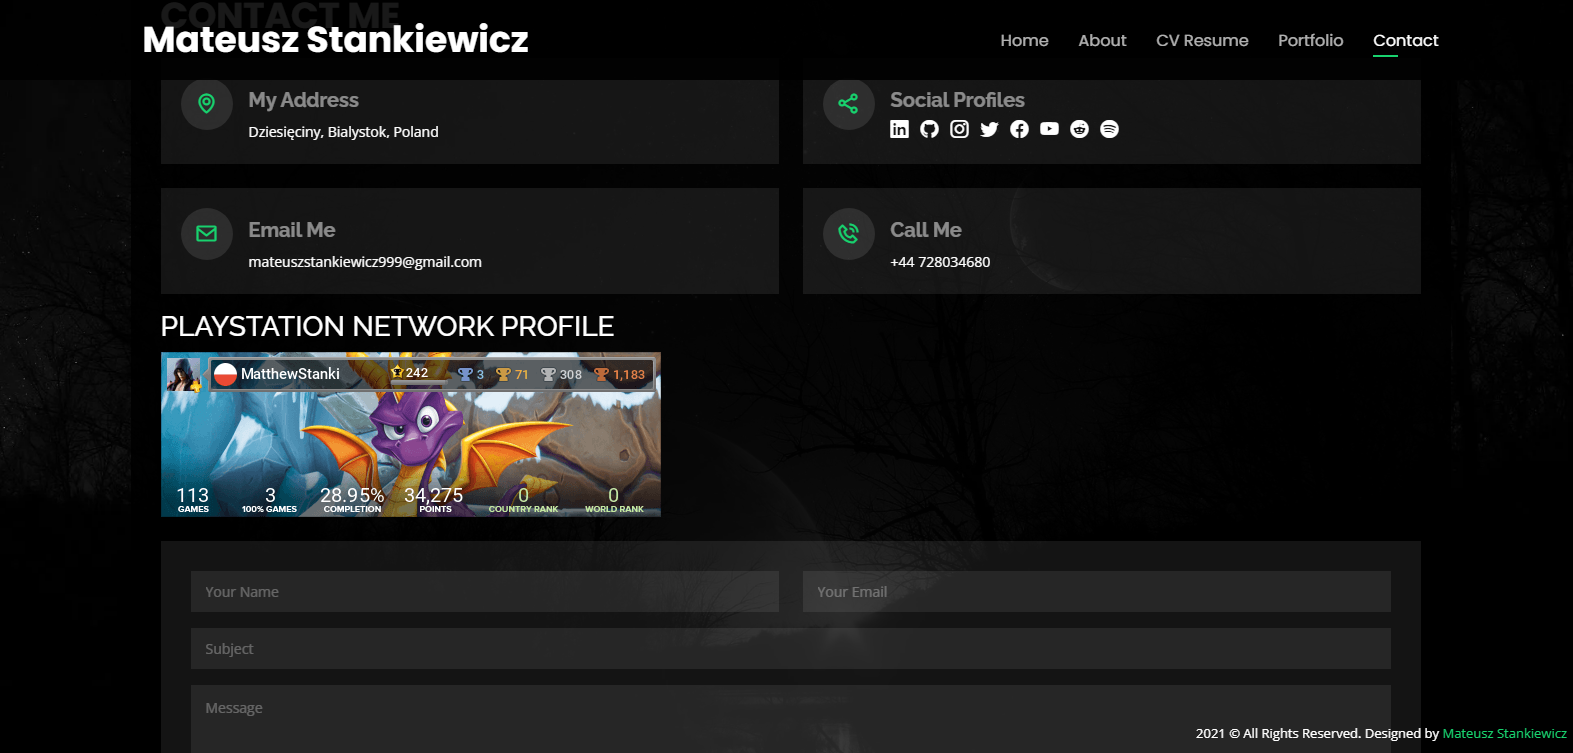 CONTACT ME
Mateusz Stankiewicz
Home About CV Resume Portfolio Contact
My Address
Dziesięciny, Bialystok, Poland
Social Profiles
Email Me
mateuszstankiewicz999@gmail.com
Call Me
+44 728034680
PLAYSTATION NETWORK PROFILE
MatthewStanki 242 3 71 308 1,183
113 3 28.95% 34,275 0 0
GAMES 100% GAMES COMPLETION POINTS COUNTRY RANK WORLD RANK
Your Name Your Email
Subject
Message
2021 © All Rights Reserved. Designed by Mateusz Stankiewicz